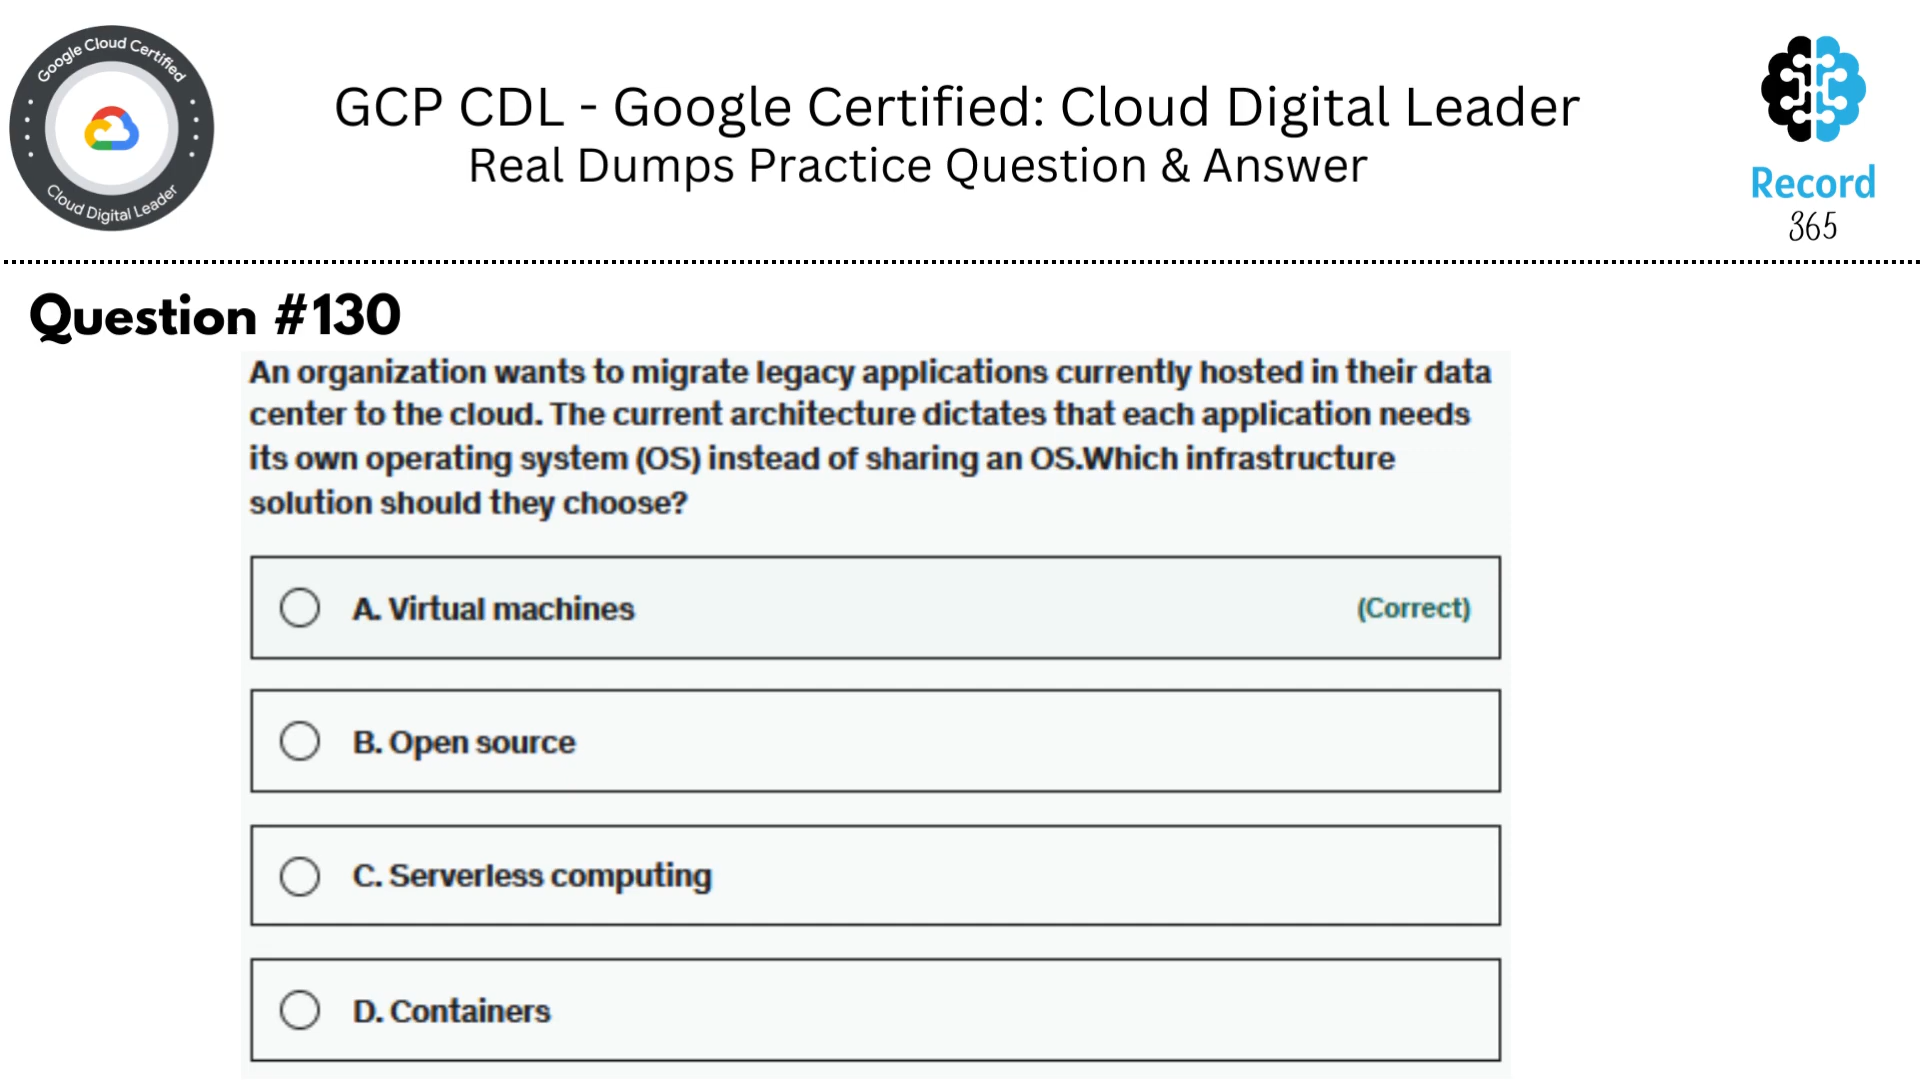 Google Cloud Certified
Cloud Digital Leader
GCP CDL - Google Certified: Cloud Digital Leader
Real Dumps Practice Question & Answer
Record
365
Question #130
An organization wants to migrate legacy applications currently hosted in their data
center to the cloud. The current architecture dictates that each application needs
its own operating system (OS) instead of sharing an OS.Which infrastructure
solution should they choose?
A. Virtual machines (Correct)
B. Open source
C. Serverless computing
D. Containers